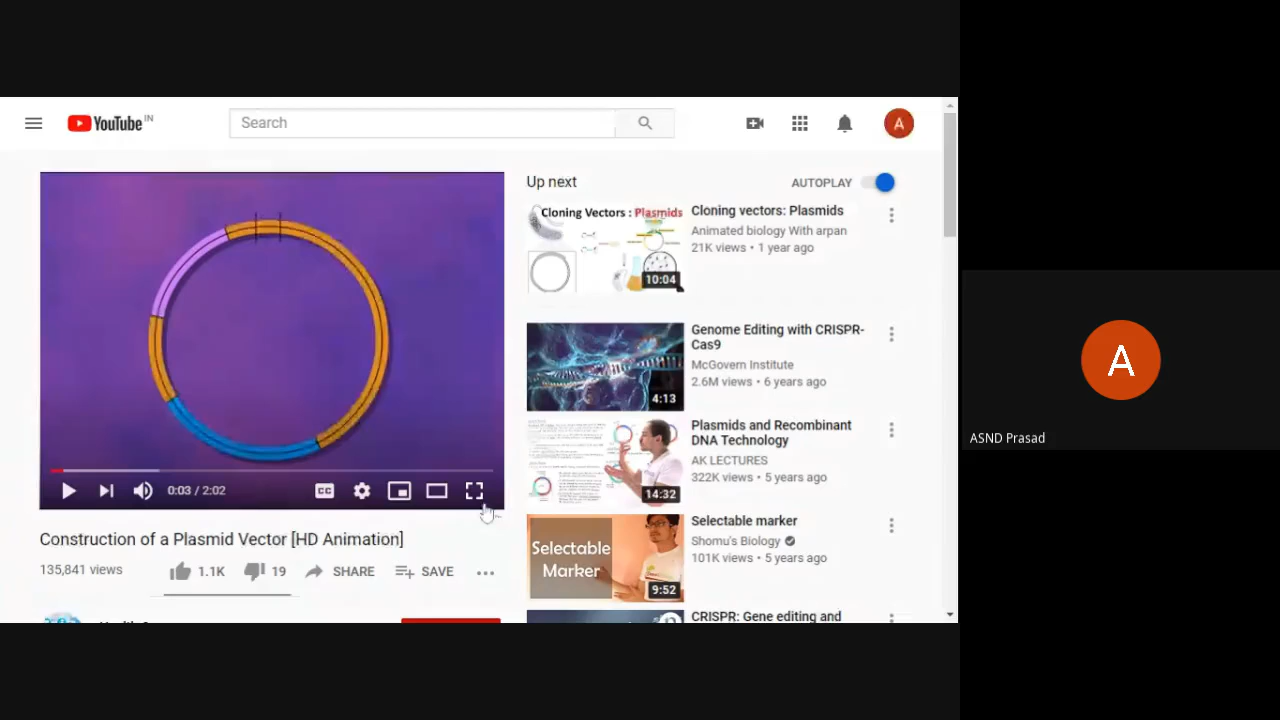 YouTube IN
Search
A
Up next
AUTOPLAY
Cloning Vectors : Plasmids
10:04
Cloning vectors: Plasmids
Animated biology With arpan
21K views • 1 year ago
4:13
Genome Editing with CRISPR-
Cas9
McGovern Institute
2.6M views • 6 years ago
14:32
Plasmids and Recombinant
DNA Technology
AK LECTURES
322K views • 5 years ago
Selectable
Marker
9:52
Selectable marker
Shomu's Biology
101K views • 5 years ago
CRISPR: Gene editing and
0:03 / 2:02
CC
Construction of a Plasmid Vector [HD Animation]
135,841 views
1.1K
19
SHARE
SAVE
A
ASND Prasad